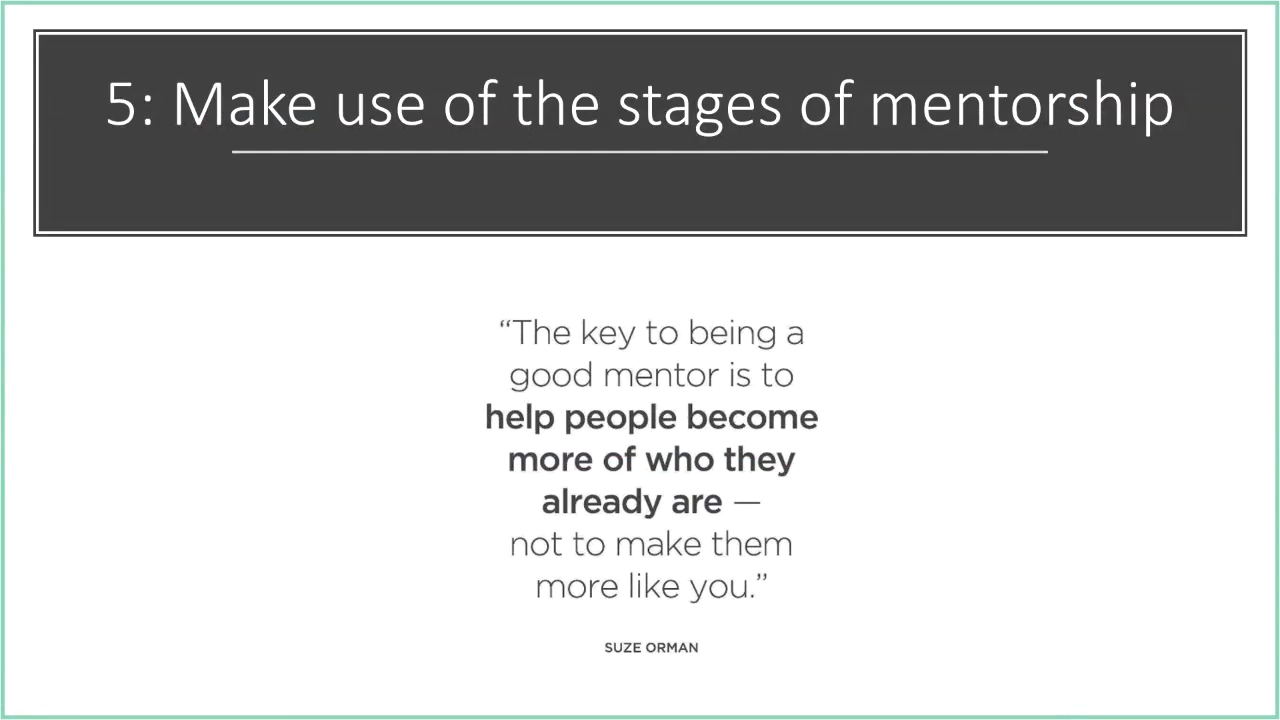 5: Make use of the stages of mentorship
“The key to being a
good mentor is to
help people become
more of who they
already are —
not to make them
more like you.”
SUZE ORMAN